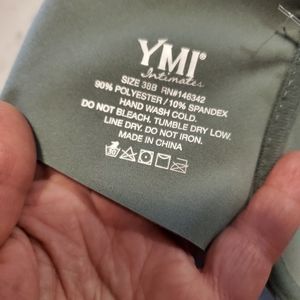 YMI®
Intimates
SIZE 38B RN#146342
90% POLYESTER / 10% SPANDEX
HAND WASH COLD.
DO NOT BLEACH. TUMBLE DRY LOW.
LINE DRY. DO NOT IRON.
MADE IN CHINA